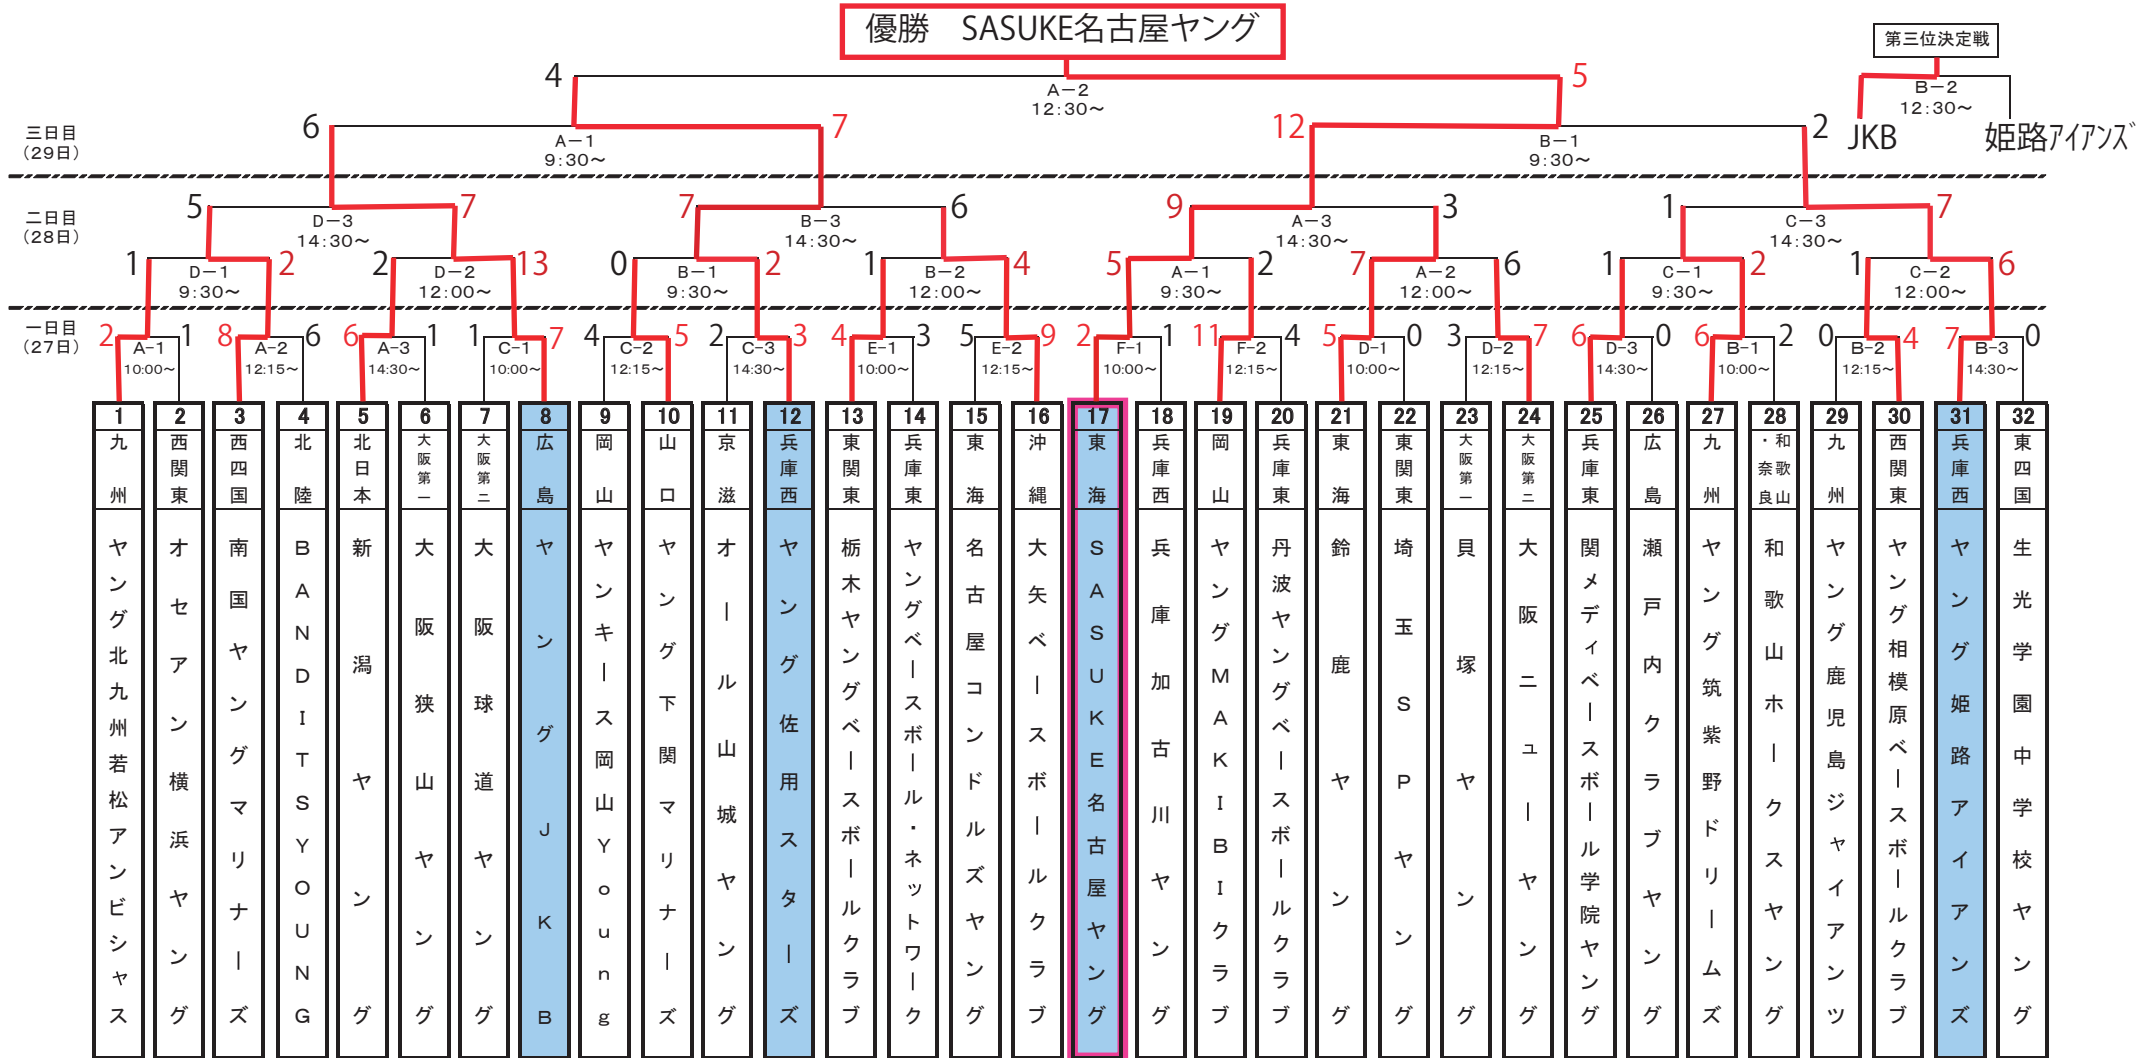 優勝 SASUKE名古屋ヤング
第三位決定戦
4 5
A-2
12:30~
B-2
12:30~
JKB 姫路アイアンズ
三日目
(29日)
6 7 12 2
A-1
9:30~
B-1
9:30~
二日目
(28日)
5 7 7 6 9 3 1 7
D-3
14:30~
B-3
14:30~
A-3
14:30~
C-3
14:30~
1 2 2 13 0 2 1 4 5 2 7 6 1 2 1 6
D-1
9:30~
D-2
12:00~
B-1
9:30~
B-2
12:00~
A-1
9:30~
A-2
12:00~
C-1
9:30~
C-2
12:00~
一日目
(27日)
2 1 8 6 6 1 1 7 4 5 2 3 4 3 5 9 2 1 11 4 5 0 3 7 6 0 6 2 0 4 7 0
A-1
10:00~
A-2
12:15~
A-3
14:30~
C-1
10:00~
C-2
12:15~
C-3
14:30~
E-1
10:00~
E-2
12:15~
F-1
10:00~
F-2
12:15~
D-1
10:00~
D-2
12:15~
D-3
14:30~
B-1
10:00~
B-2
12:15~
B-3
14:30~
1 九州 ヤング北九州若松アンビシャス
2 西関東 オセアン横浜ヤング
3 西四国 南国ヤングマリナーズ
4 北陸 BANDITSYOUNG
5 北日本 新潟ヤング
6 大阪第一 大阪狭山ヤング
7 大阪第二 大阪球道ヤング
8 広島 ヤングJKB
9 岡山 ヤンキース岡山Young
10 山口 ヤング下関マリナーズ
11 京滋 オール山城ヤング
12 兵庫西 ヤング佐用スターズ
13 東関東 栃木ヤングベースボールクラブ
14 兵庫東 ヤングベースボール・ネットワーク
15 東海 名古屋コンドルズヤング
16 沖縄 大矢ベースボールクラブ
17 東海 SASUKE名古屋ヤング
18 兵庫西 兵庫加古川ヤング
19 岡山 ヤングMAKIBIクラブ
20 兵庫東 丹波ヤングベースボールクラブ
21 東海 鈴鹿ヤング
22 東関東 埼玉SPヤング
23 大阪第一 貝塚ヤング
24 大阪第二 大阪ニューヤング
25 兵庫東 関メディベースボール学院ヤング
26 広島 瀬戸内クラブヤング
27 九州 ヤング筑紫野ドリームズ
28 和歌山・奈良 和歌山ホークスヤング
29 九州 ヤング鹿児島ジャイアンツ
30 西関東 ヤング相模原ベースボールクラブ
31 兵庫西 ヤング姫路アイアンズ
32 東四国 生光学園中学校ヤング